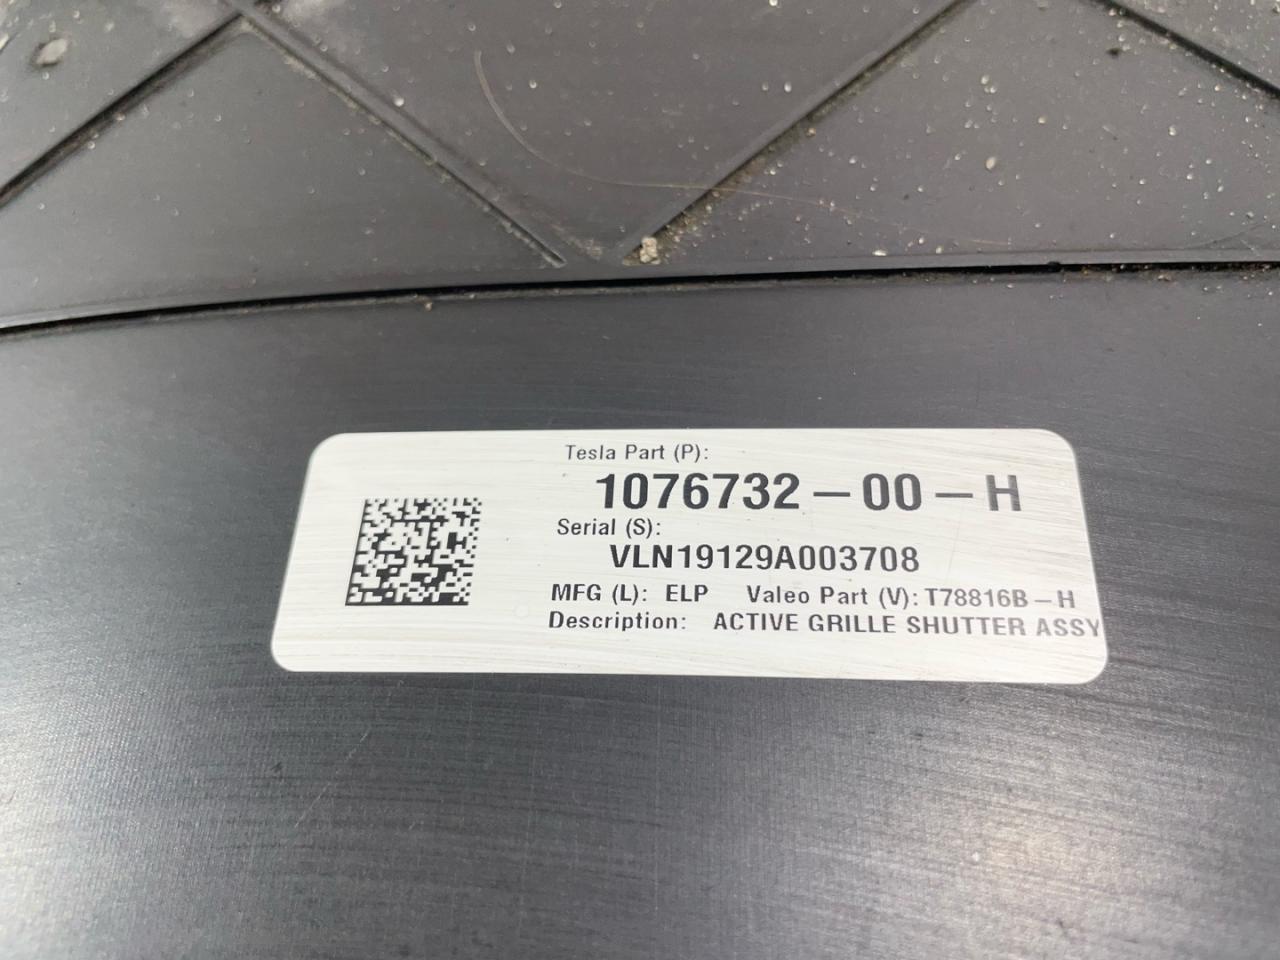 Tesla Part (P):
1076732-00-H
Serial (S):
VLN19129A003708
MFG (L): ELP Valeo Part (V): T78816B-H
Description: ACTIVE GRILLE SHUTTER ASSY